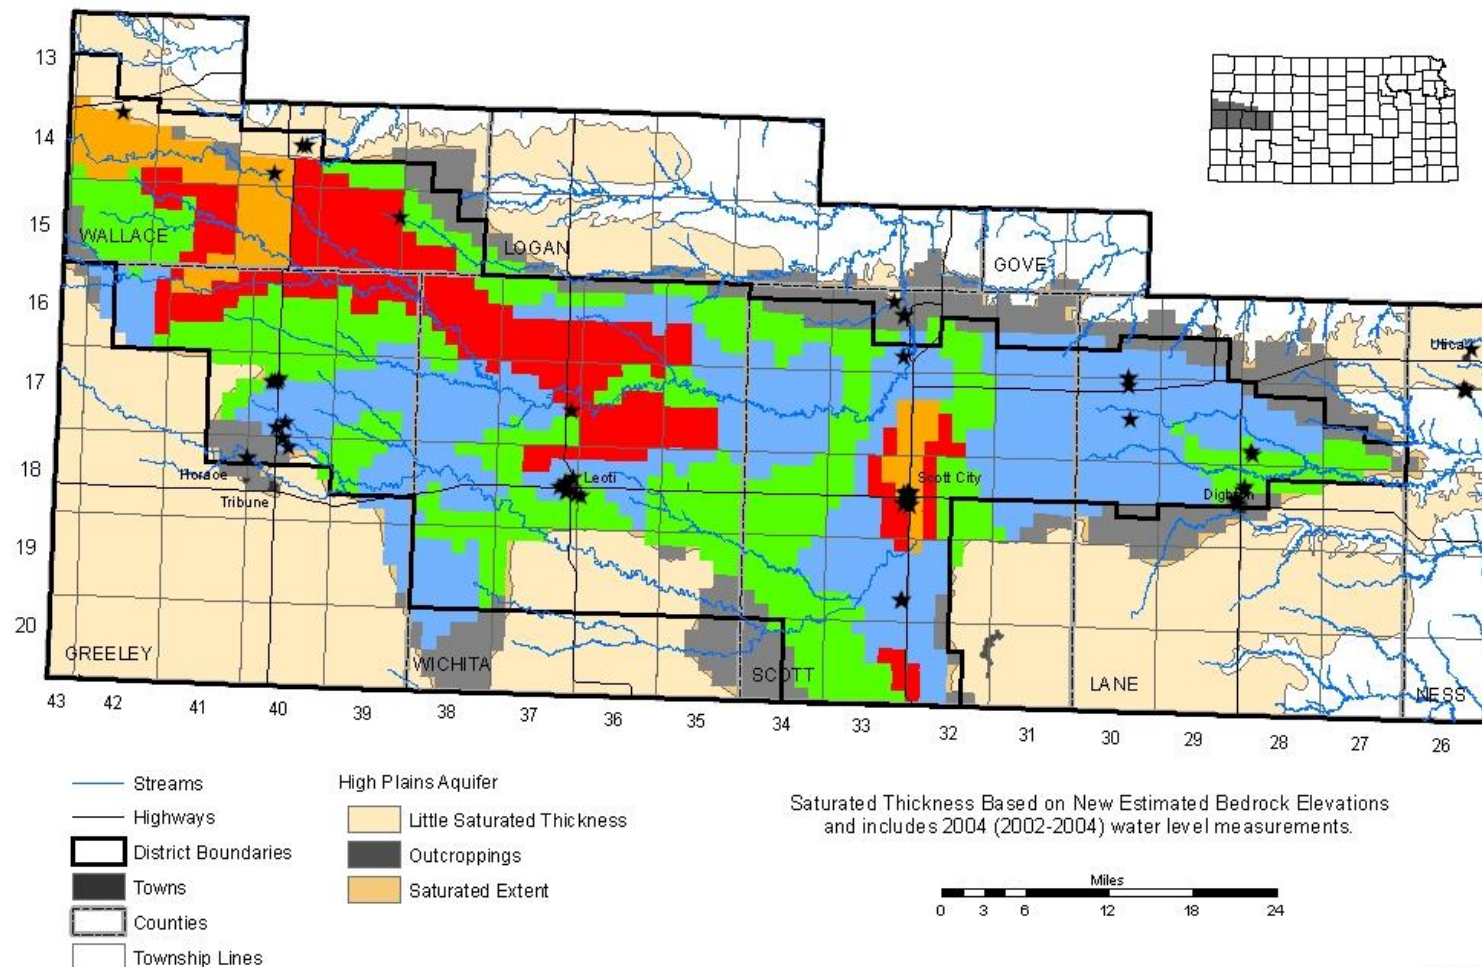 13
14
15
16
17
18
19
20
WALLACE
LOGAN
GOVE
Utica
Horace
Tribune
Leoti
Scott City
Dighton
GREELEY
WICHITA
SCOTT
LANE
NESS
43 42 41 40 39 38 37 36 35 34 33 32 31 30 29 28 27 26
Streams
Highways
District Boundaries
Towns
Counties
Township Lines
High Plains Aquifer
Little Saturated Thickness
Outcroppings
Saturated Extent
Saturated Thickness Based on New Estimated Bedrock Elevations
and includes 2004 (2002-2004) water level measurements.
Miles
0 3 6 12 18 24